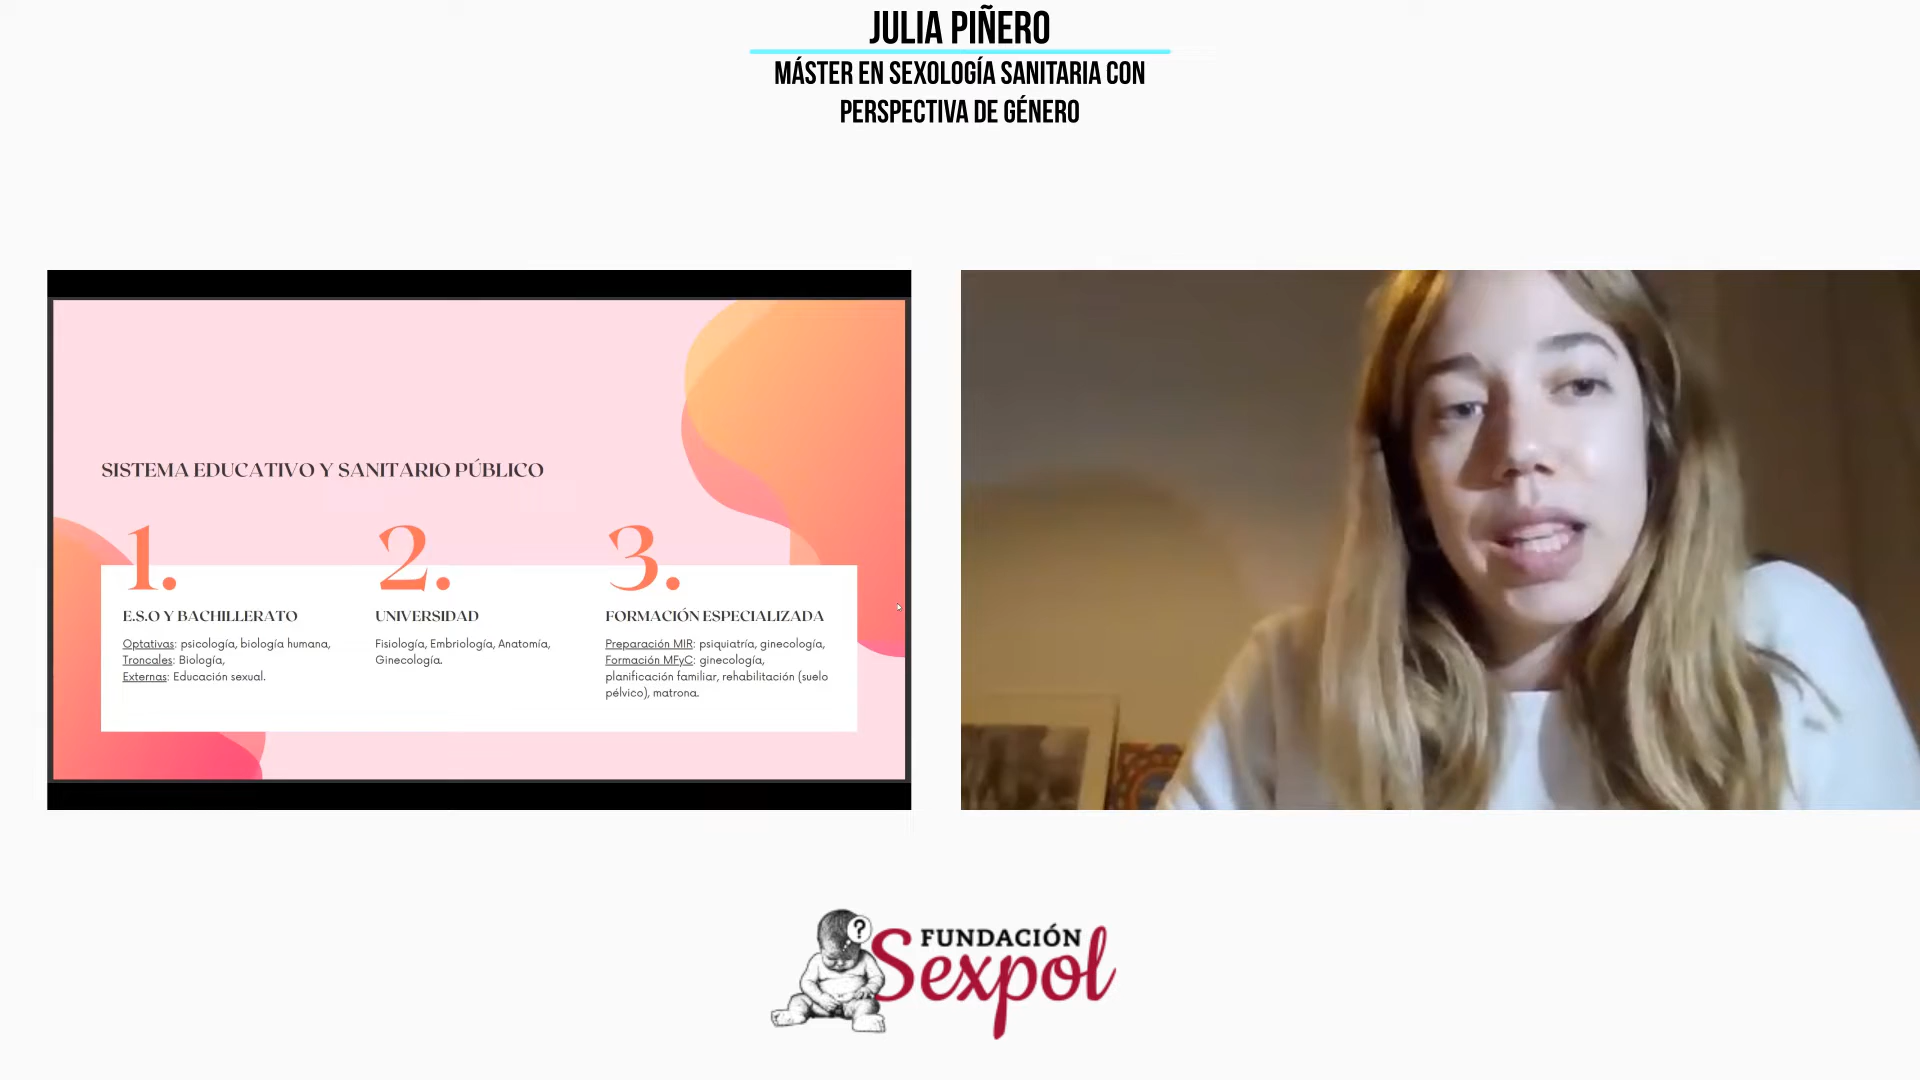 JULIA PIÑERO
MÁSTER EN SEXOLOGÍA SANITARIA CON
PERSPECTIVA DE GÉNERO
SISTEMA EDUCATIVO Y SANITARIO PÚBLICO
1.
E.S.O Y BACHILLERATO
Optativas: psicología, biología humana,
Troncales: Biología,
Externas: Educación sexual.
2.
UNIVERSIDAD
Fisiología, Embriología, Anatomía,
Ginecología.
3.
FORMACIÓN ESPECIALIZADA
Preparación MIR: psiquiatría, ginecología,
Formación MFyC: ginecología,
planificación familiar, rehabilitación (suelo
pélvico), matrona.
?
FUNDACIÓN
Sexpol